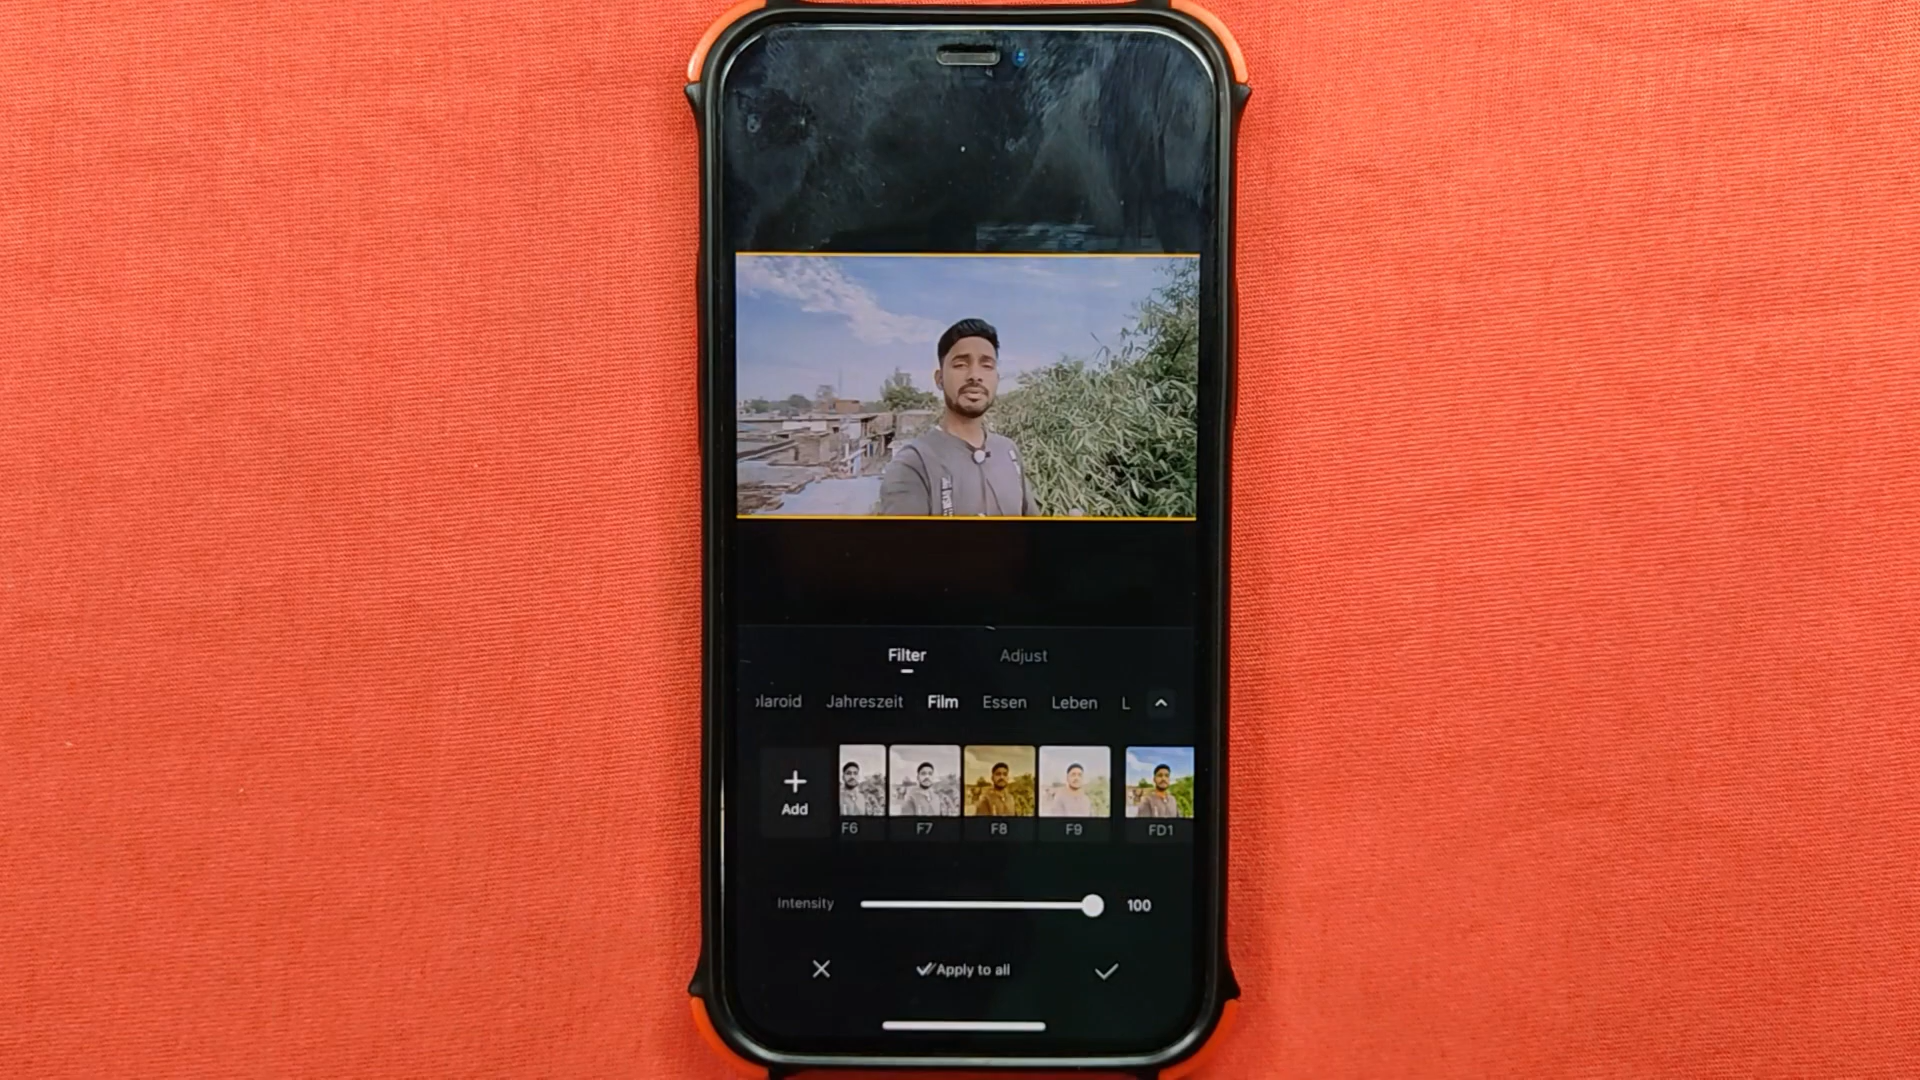 Filter Adjust
laroid Jahreszeit Film Essen Leben L
Add F6 F7 F8 F9 FD1
Intensity 100
Apply to all